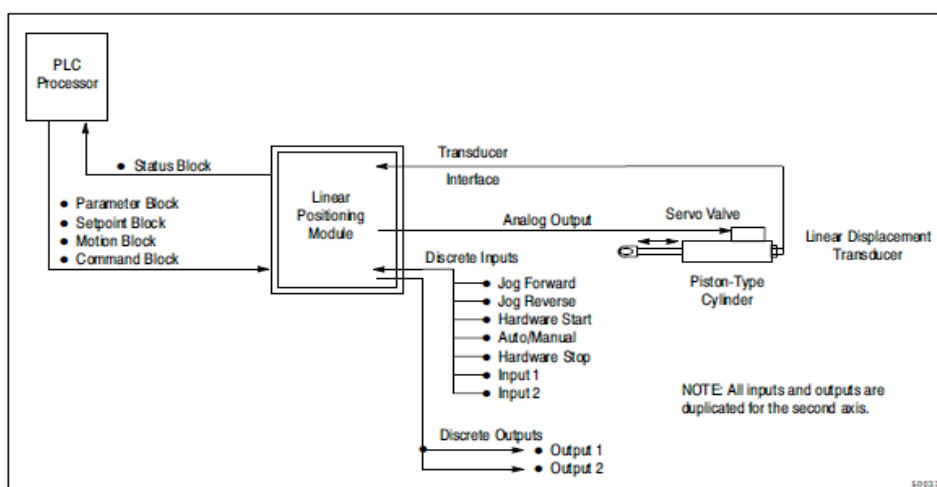 PLC
Processor
● Status Block
● Parameter Block
● Setpoint Block
● Motion Block
● Command Block
Linear
Positioning
Module
Transducer
Interface
Analog Output
Servo Valve
Linear Displacement
Transducer
Piston-Type
Cylinder
Discrete Inputs
● Jog Forward
● Jog Reverse
● Hardware Start
● Auto/Manual
● Hardware Stop
● Input 1
● Input 2
NOTE: All inputs and outputs are
duplicated for the second axis.
Discrete Outputs
● Output 1
● Output 2